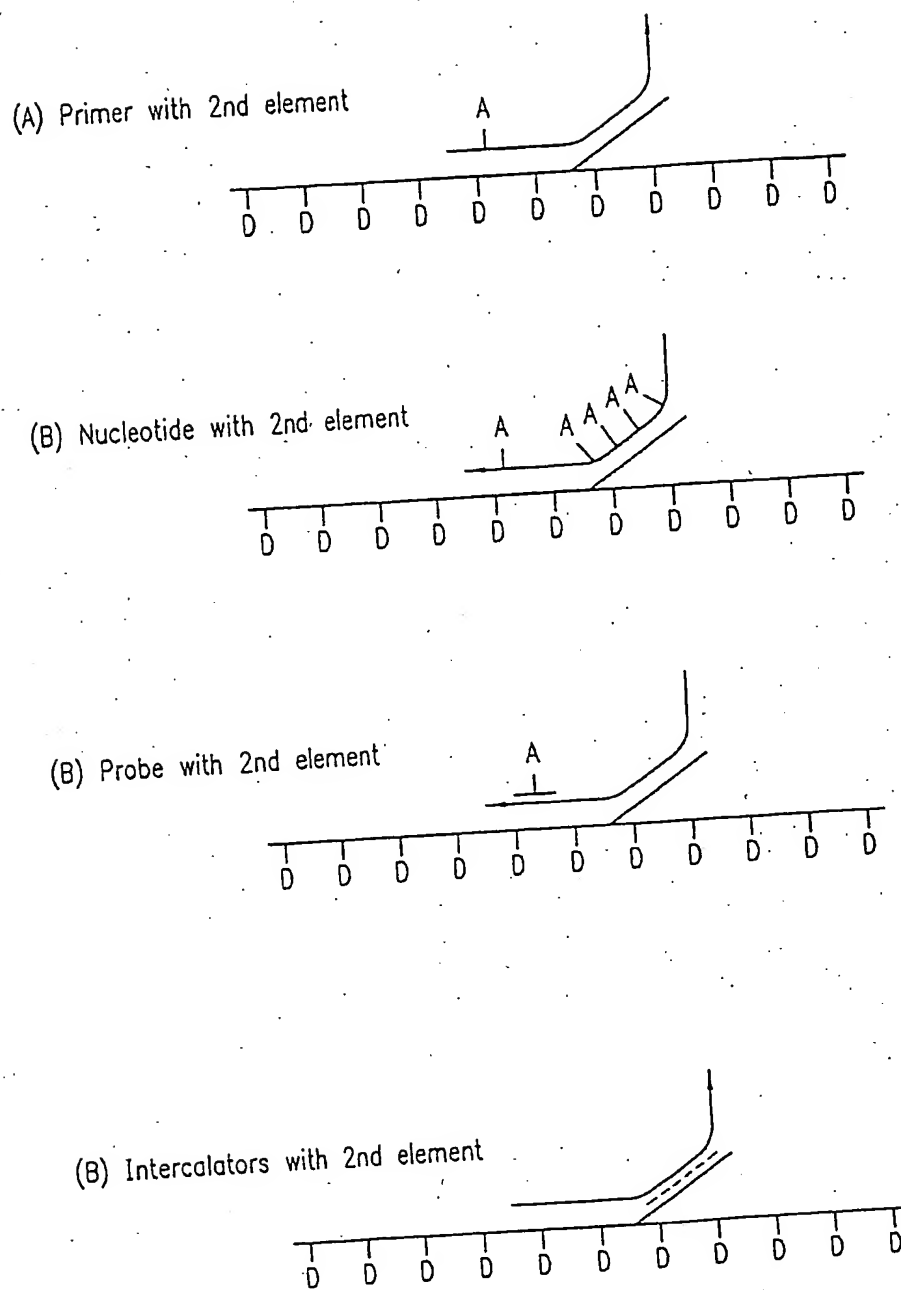 (A) Primer with 2nd element
A
D D D D D D D D D D D
(B) Nucleotide with 2nd element
A A A A A
D D D D D D D D D D D
(B) Probe with 2nd element
A
D D D D D D D D D D D
(B) Intercalators with 2nd element
D D D D D D D D D D D